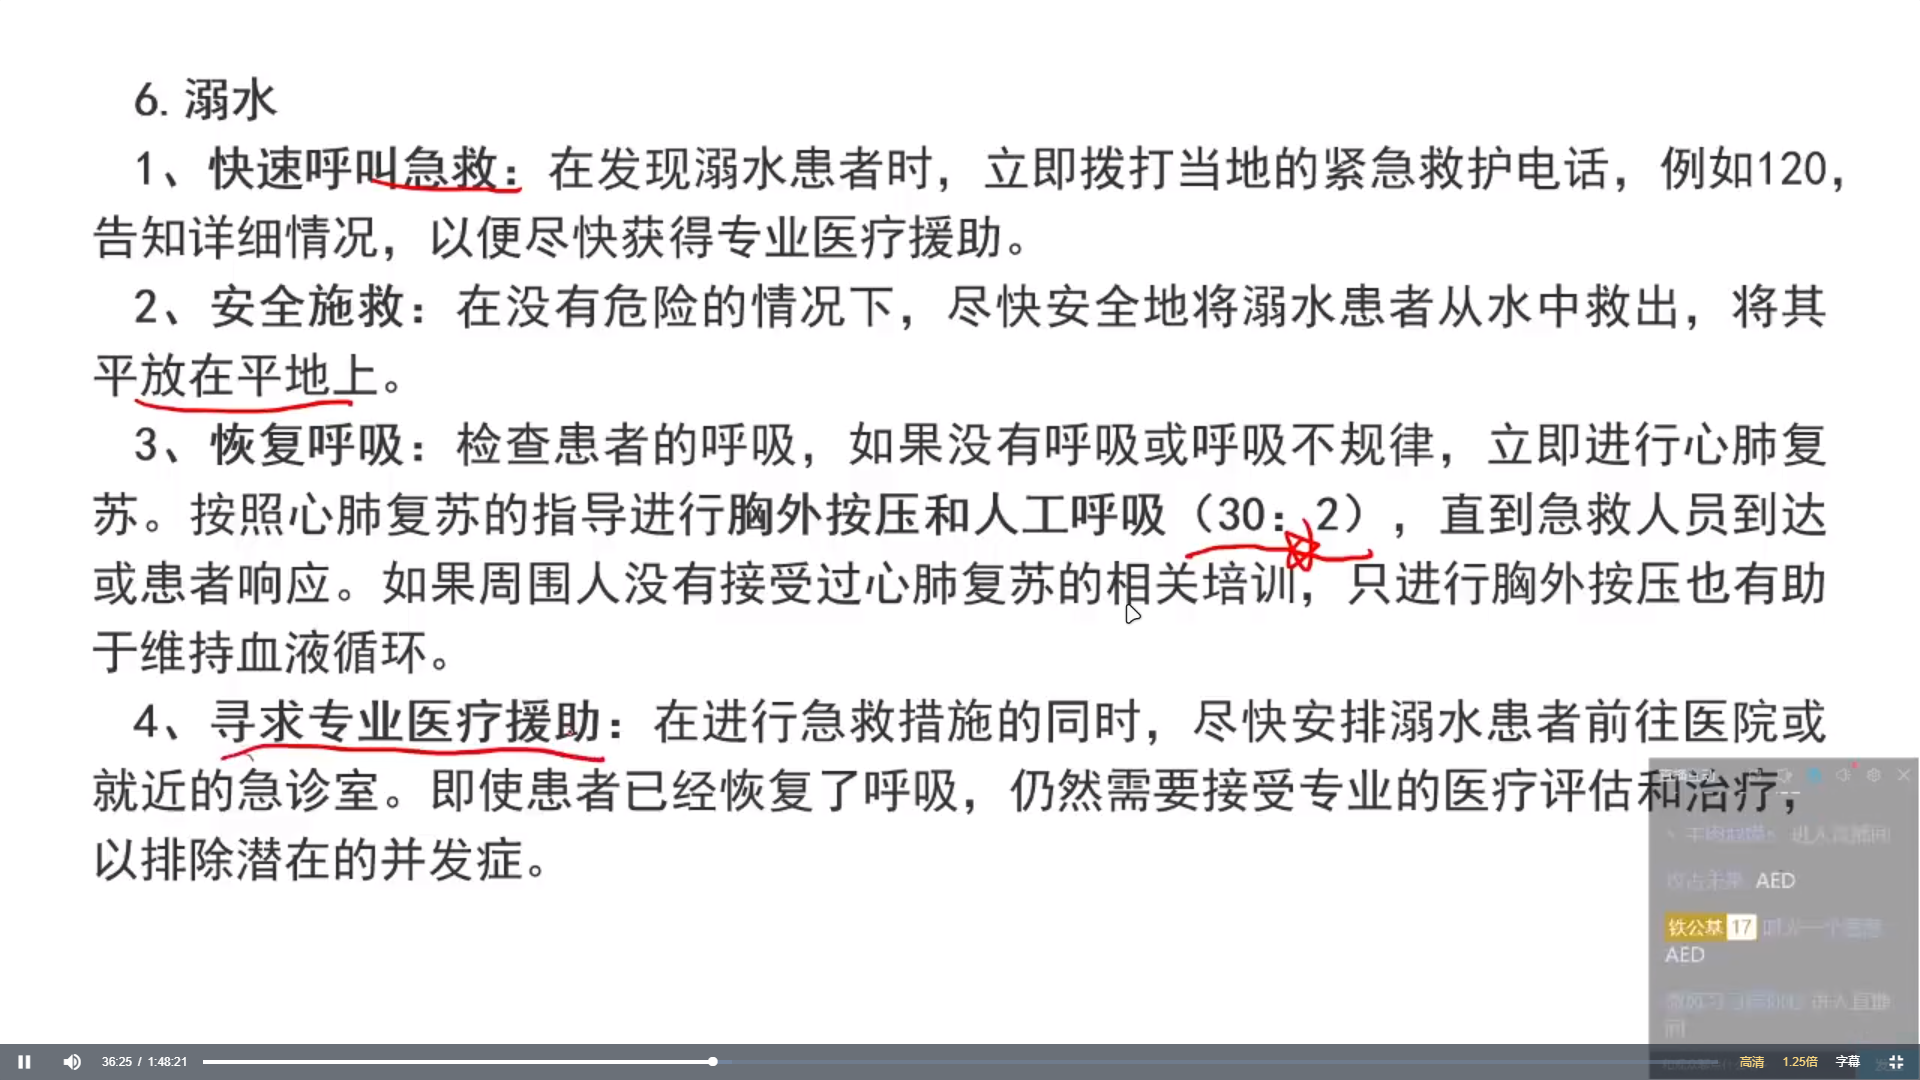 6. 溺水
1、快速呼叫急救：在发现溺水患者时，立即拨打当地的紧急救护电话，例如120，
告知详细情况，以便尽快获得专业医疗援助。
2、安全施救：在没有危险的情况下，尽快安全地将溺水患者从水中救出，将其
平放在平地上。
3、恢复呼吸：检查患者的呼吸，如果没有呼吸或呼吸不规律，立即进行心肺复
苏。按照心肺复苏的指导进行胸外按压和人工呼吸（30：2），直到急救人员到达
或患者响应。如果周围人没有接受过心肺复苏的相关培训，只进行胸外按压也有助
于维持血液循环。
4、寻求专业医疗援助：在进行急救措施的同时，尽快安排溺水患者前往医院或
就近的急诊室。即使患者已经恢复了呼吸，仍然需要接受专业的医疗评估和治疗，
以排除潜在的并发症。
直播互动
进入直播间
AED
铁公基 17
AED
进入直播
间
36:25 / 1:48:21 高清 1.25倍 字幕